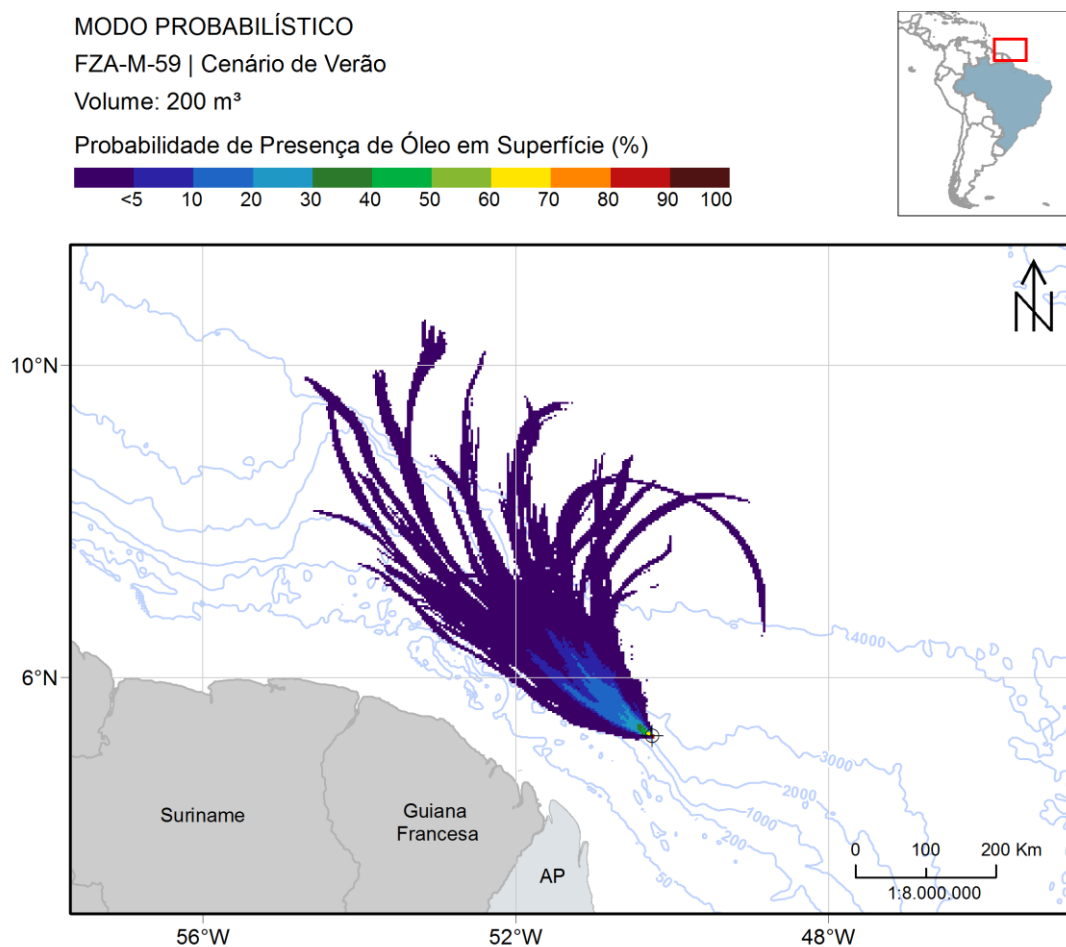 MODO PROBABILÍSTICO
FZA-M-59 | Cenário de Verão
Volume: 200 m³
Probabilidade de Presença de Óleo em Superfície (%)
<5 10 20 30 40 50 60 70 80 90 100
N
10°N
6°N
4000
3000
2000
1000
50
Suriname
Guiana
Francesa
AP
0 100 200 Km
1:8.000.000
56°W 52°W 48°W